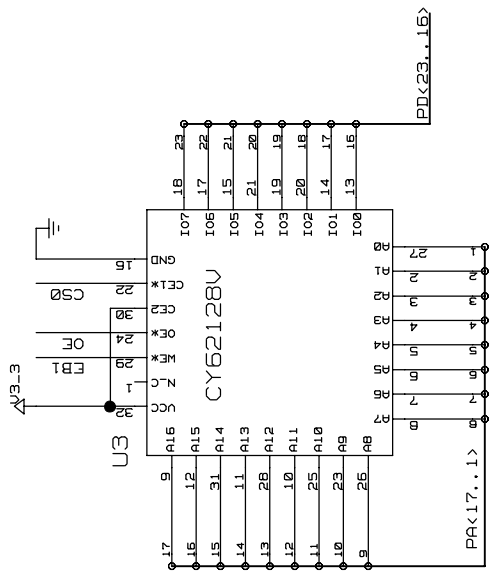 PD<23..16>
23 22 21 20 19 18 17 16
18 17 15 21 19 20 14 13
IO7 IO6 IO5 IO4 IO3 IO2 IO1 IO0
GND 16
CE1* 22 CS0
CE2 30
OE* 24 OE
WE* 29 EB1
N_C 1
VCC 32
V3_3
CY62128V
U3
A0 27 1
A1 2 2
A2 3 3
A3 4 4
A4 5 5
A5 6 6
A6 7 7
A7 8 8
A16 A15 A14 A13 A12 A11 A10 A9 A8
9 12 31 11 28 10 25 23 26
17 16 15 14 13 12 11 10 9
PA<17..1>